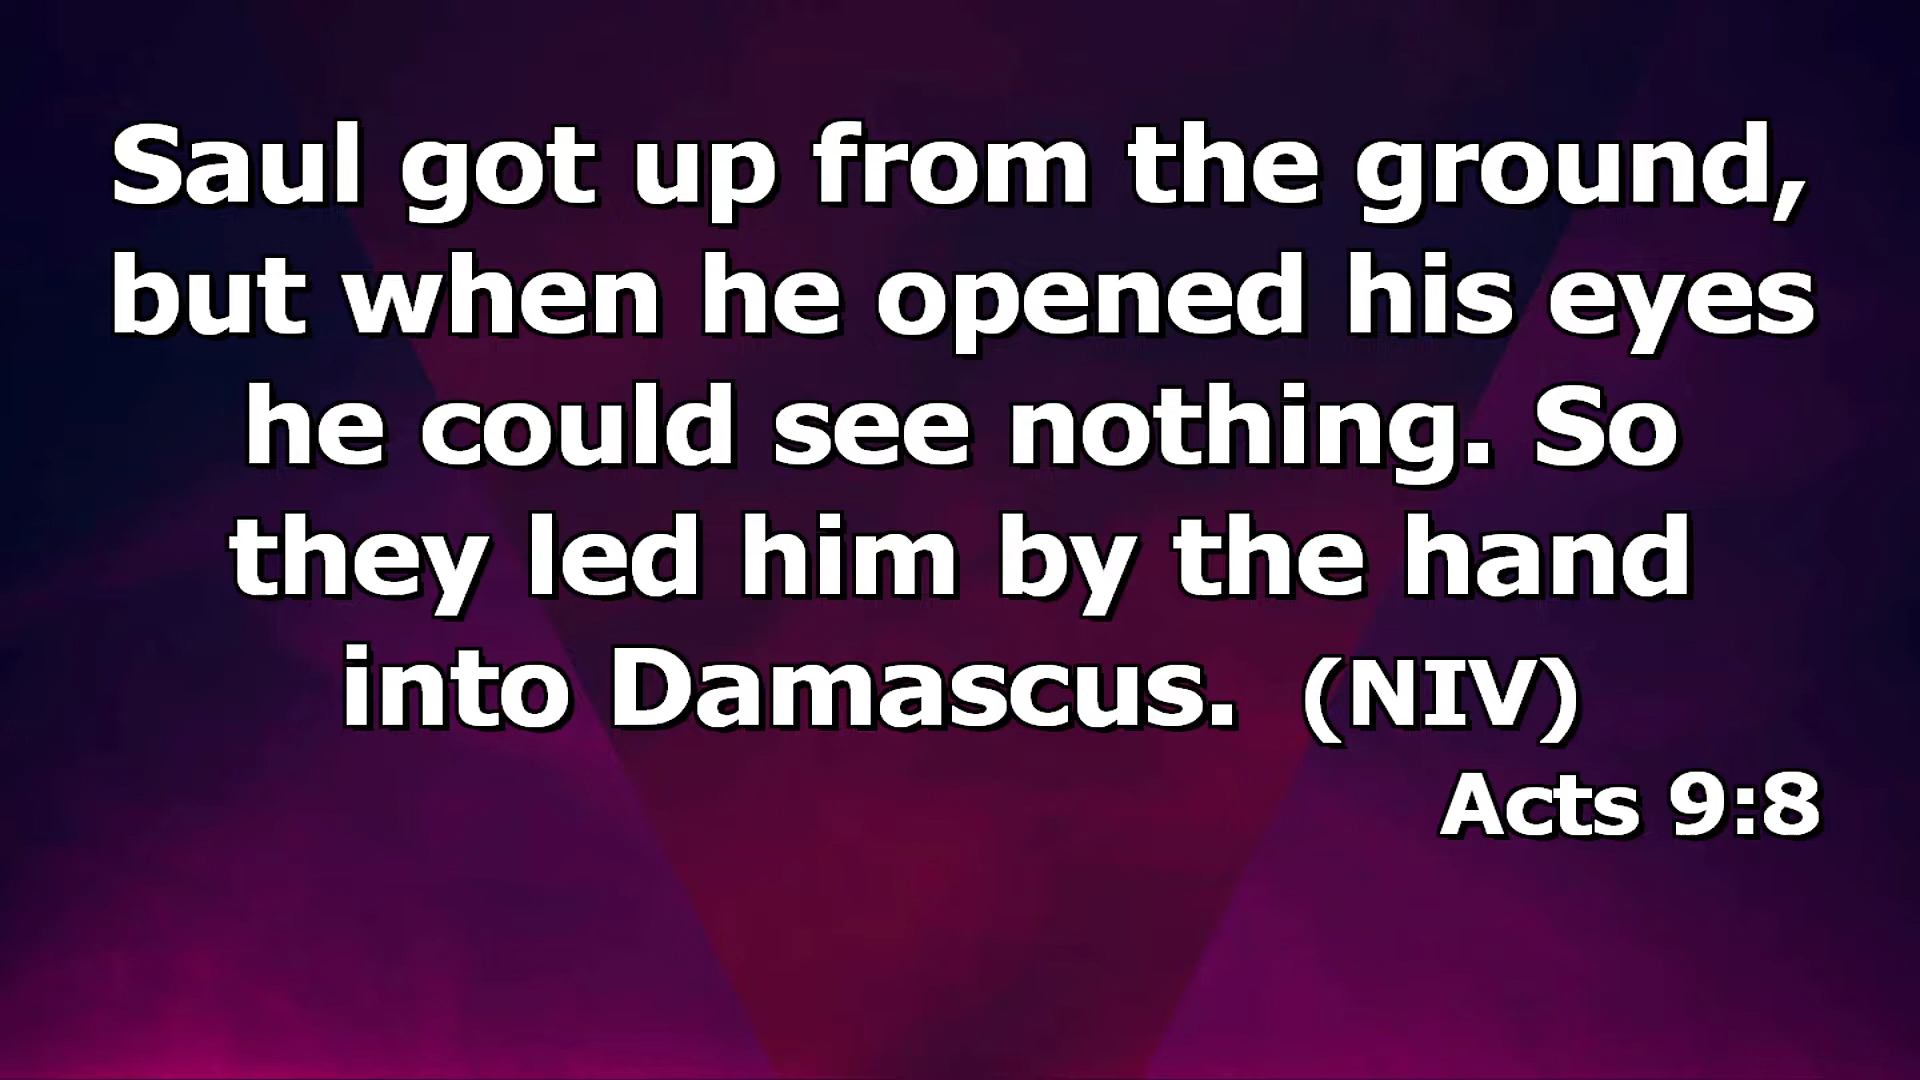 Saul got up from the ground,
but when he opened his eyes
he could see nothing. So
they led him by the hand
into Damascus. (NIV)
Acts 9:8